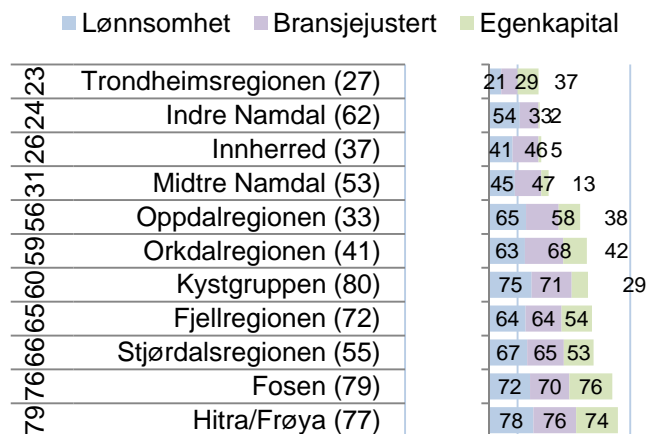 Lønnsomhet Bransjejustert Egenkapital
23 Trondheimsregionen (27) 21 29 37
24 Indre Namdal (62) 54 33 2
26 Innherred (37) 41 46 5
31 Midtre Namdal (53) 45 47 13
56 Oppdalregionen (33) 65 58 38
59 Orkdalregionen (41) 63 68 42
60 Kystgruppen (80) 75 71 29
65 Fjellregionen (72) 64 64 54
66 Stjørdalsregionen (55) 67 65 53
76 Fosen (79) 72 70 76
79 Hitra/Frøya (77) 78 76 74